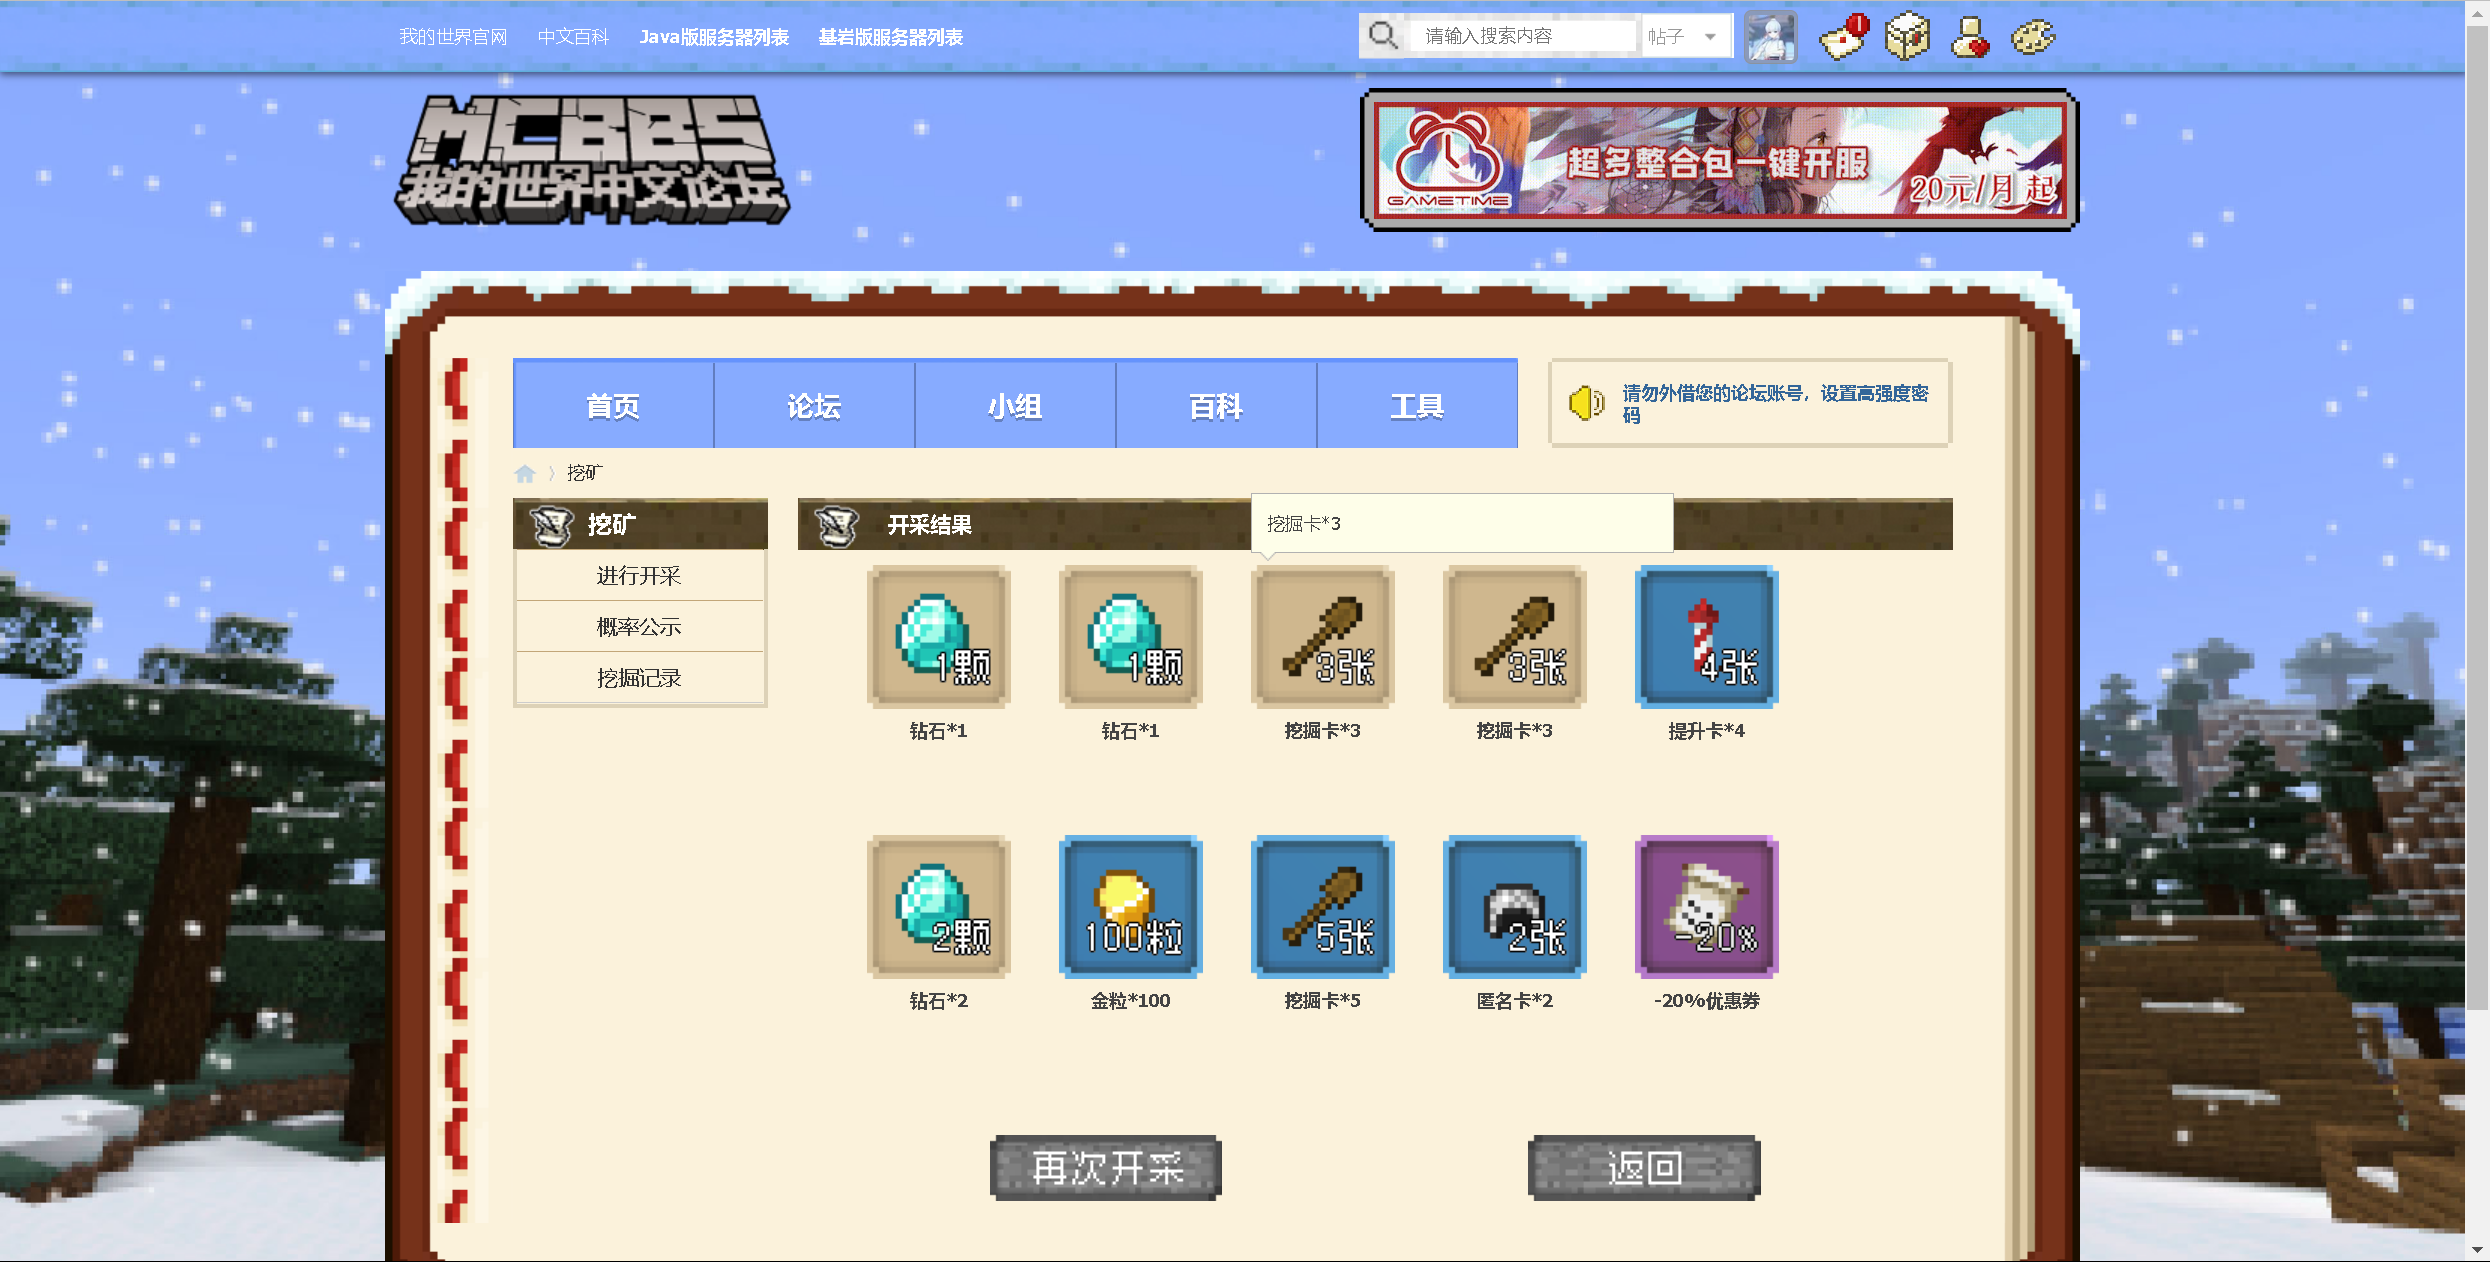 我的世界官网 中文百科 Java版服务器列表 基岩版服务器列表 请输入搜索内容 帖子
MCBBS
我的世界中文论坛
GAMETIME 超多整合包一键开服 20元/月 起
首页 论坛 小组 百科 工具
请勿外借您的论坛账号，设置高强度密
码
挖矿
挖矿
进行开采
概率公示
挖掘记录
开采结果
挖掘卡*3
1颗 1颗 3张 3张 4张
钻石*1 钻石*1 挖掘卡*3 挖掘卡*3 提升卡*4
2颗 100粒 5张 2张 -20%
钻石*2 金粒*100 挖掘卡*5 匿名卡*2 -20%优惠券
再次开采 返回